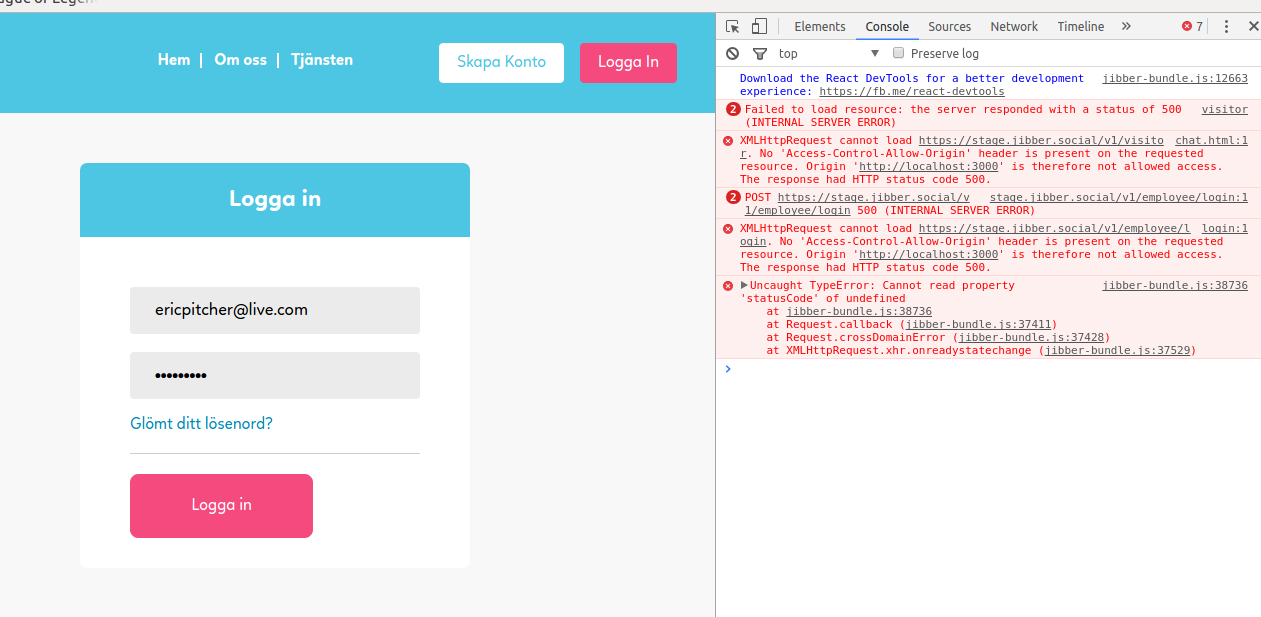 Hem | Om oss | Tjänsten
Skapa Konto
Logga In
Logga in
ericpitcher@live.com
•••••••••
Glömt ditt lösenord?
Logga in
Elements Console Sources Network Timeline » 7
top Preserve log
Download the React DevTools for a better development jibber-bundle.js:12663
experience: https://fb.me/react-devtools
2 Failed to load resource: the server responded with a status of 500 visitor
(INTERNAL SERVER ERROR)
XMLHttpRequest cannot load https://stage.jibber.social/v1/visito chat.html:1
r. No 'Access-Control-Allow-Origin' header is present on the requested
resource. Origin 'http://localhost:3000' is therefore not allowed access.
The response had HTTP status code 500.
2 POST https://stage.jibber.social/v stage.jibber.social/v1/employee/login:1
1/employee/login 500 (INTERNAL SERVER ERROR)
XMLHttpRequest cannot load https://stage.jibber.social/v1/employee/l login:1
ogin. No 'Access-Control-Allow-Origin' header is present on the requested
resource. Origin 'http://localhost:3000' is therefore not allowed access.
The response had HTTP status code 500.
▶Uncaught TypeError: Cannot read property jibber-bundle.js:38736
'statusCode' of undefined
at jibber-bundle.js:38736
at Request.callback (jibber-bundle.js:37411)
at Request.crossDomainError (jibber-bundle.js:37428)
at XMLHttpRequest.xhr.onreadystatechange (jibber-bundle.js:37529)